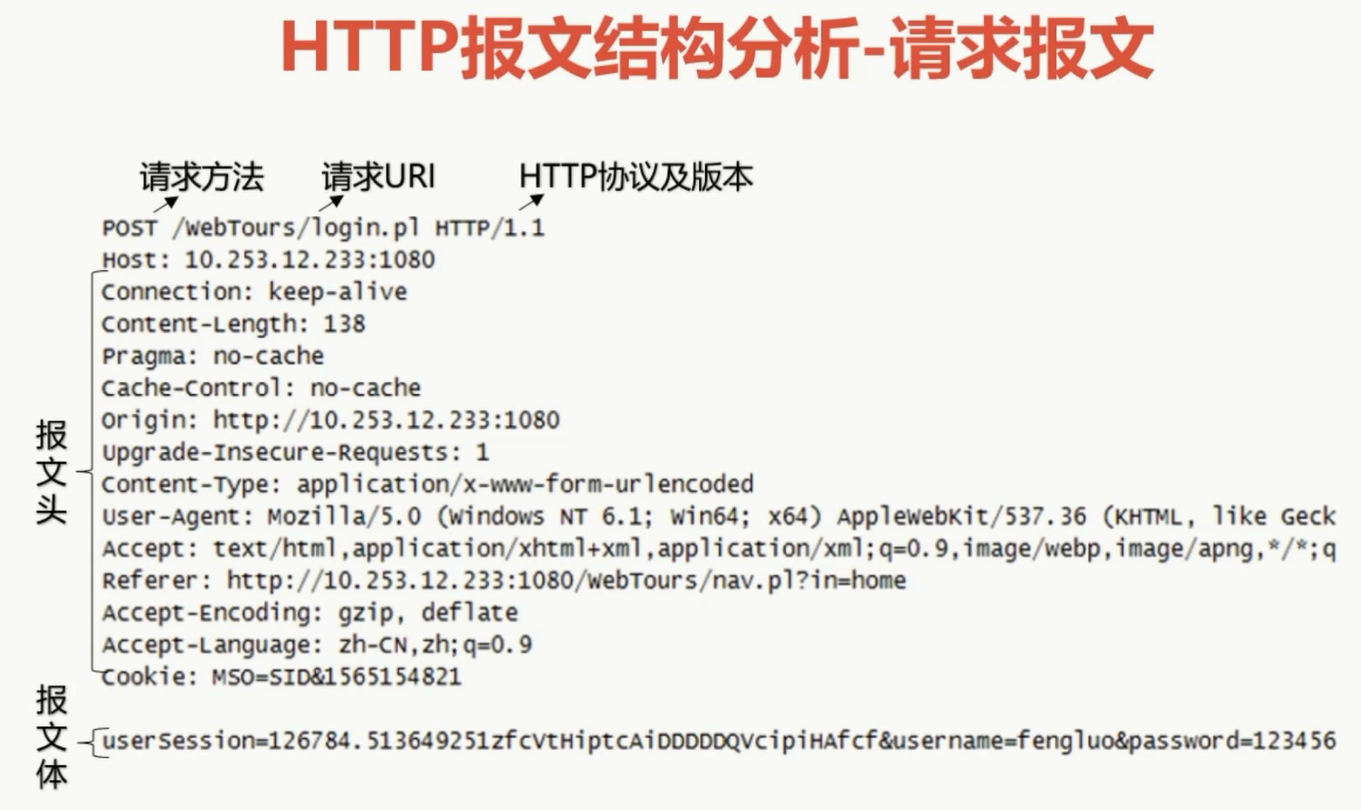 HTTP报文结构分析-请求报文
请求方法 请求URI HTTP协议及版本
POST /WebTours/login.pl HTTP/1.1
Host: 10.253.12.233:1080
Connection: keep-alive
Content-Length: 138
Pragma: no-cache
Cache-Control: no-cache
Origin: http://10.253.12.233:1080
Upgrade-Insecure-Requests: 1
Content-Type: application/x-www-form-urlencoded
User-Agent: Mozilla/5.0 (Windows NT 6.1; Win64; x64) AppleWebKit/537.36 (KHTML, like Geck
Accept: text/html,application/xhtml+xml,application/xml;q=0.9,image/webp,image/apng,*/*;q
Referer: http://10.253.12.233:1080/WebTours/nav.pl?in=home
Accept-Encoding: gzip, deflate
Accept-Language: zh-CN,zh;q=0.9
Cookie: MSO=SID&1565154821
报文头
userSession=126784.513649251zfcVtHiptcAiDDDDDQVcipiHAfcf&username=fengluo&password=123456
报文体